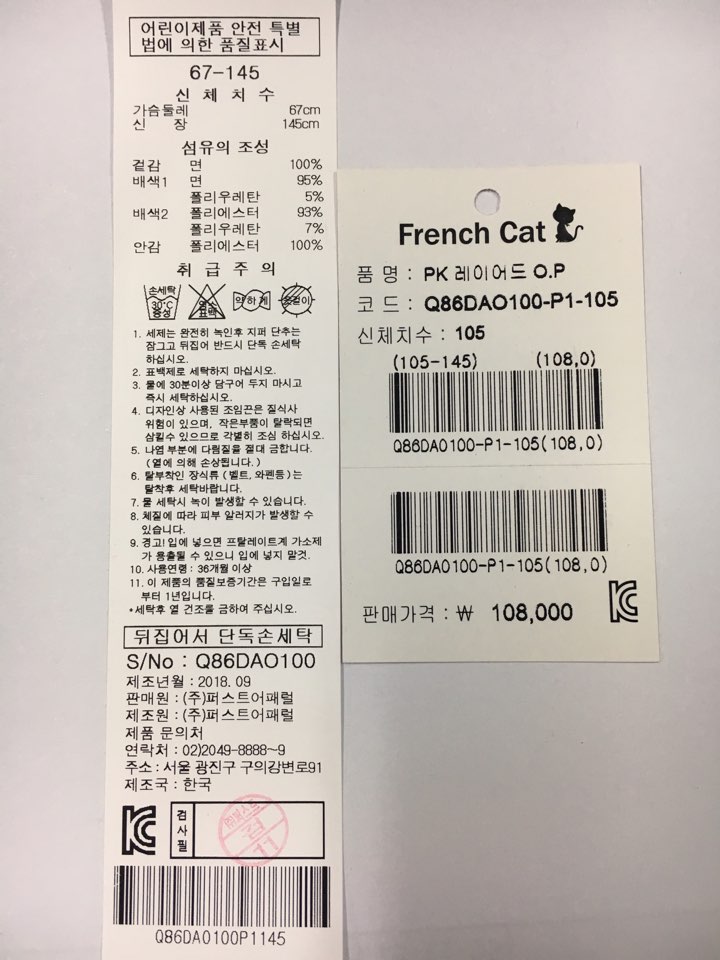 어린이제품 안전 특별
법에 의한 품질표시
67-145
신 체 치 수
가슴둘레 67cm
신 장 145cm
섬유의 조성
겉감 면 100%
배색1 면 95%
폴리우레탄 5%
배색2 폴리에스터 93%
폴리우레탄 7%
안감 폴리에스터 100%
취 급 주 의
손세탁
30°C
중성
염소
표백
약하게
옷걸이
1. 세제는 완전히 녹인후 지퍼 단추는
잠그고 뒤집어 반드시 단독 손세탁
하십시오.
2. 표백제로 세탁하지 마십시오.
3. 물에 30분이상 담구어 두지 마시고
즉시 세탁하십시오.
4. 디자인상 사용된 조임끈은 질식사
위험이 있으며, 작은부품이 탈락되면
삼킬수 있으므로 각별히 조심 하십시오.
5. 나염 부분에 다림질을 절대 금합니다.
(열에 의해 손상됩니다.)
6. 탈부착인 장식류 (벨트, 와펜등)는
탈착후 세탁바랍니다.
7. 물 세탁시 녹이 발생할 수 있습니다.
8. 체질에 따라 피부 알러지가 발생할 수
있습니다.
9. 경고! 입에 넣으면 프탈레이트계 가소제
가 용출될 수 있으니 입에 넣지 말것.
10. 사용연령 : 36개월 이상
11. 이 제품의 품질보증기간은 구입일로
부터 1년입니다.
*세탁후 열 건조를 금하여 주십시오.
뒤집어서 단독손세탁
S/No : Q86DAO100
제조년월 : 2018. 09
판매원 : (주)퍼스트어패럴
제조원 : (주)퍼스트어패럴
제품 문의처
연락처 : 02)2049-8888~9
주소 : 서울 광진구 구의강변로91
제조국 : 한국
검사필
검
11
Q86DAO100P1145
French Cat
품 명 : PK 레이어드 O.P
코 드 : Q86DAO100-P1-105
신체치수 : 105
(105-145) (108,0)
Q86DAO100-P1-105(108,0)
Q86DAO100-P1-105(108,0)
판매가격 : ₩ 108,000